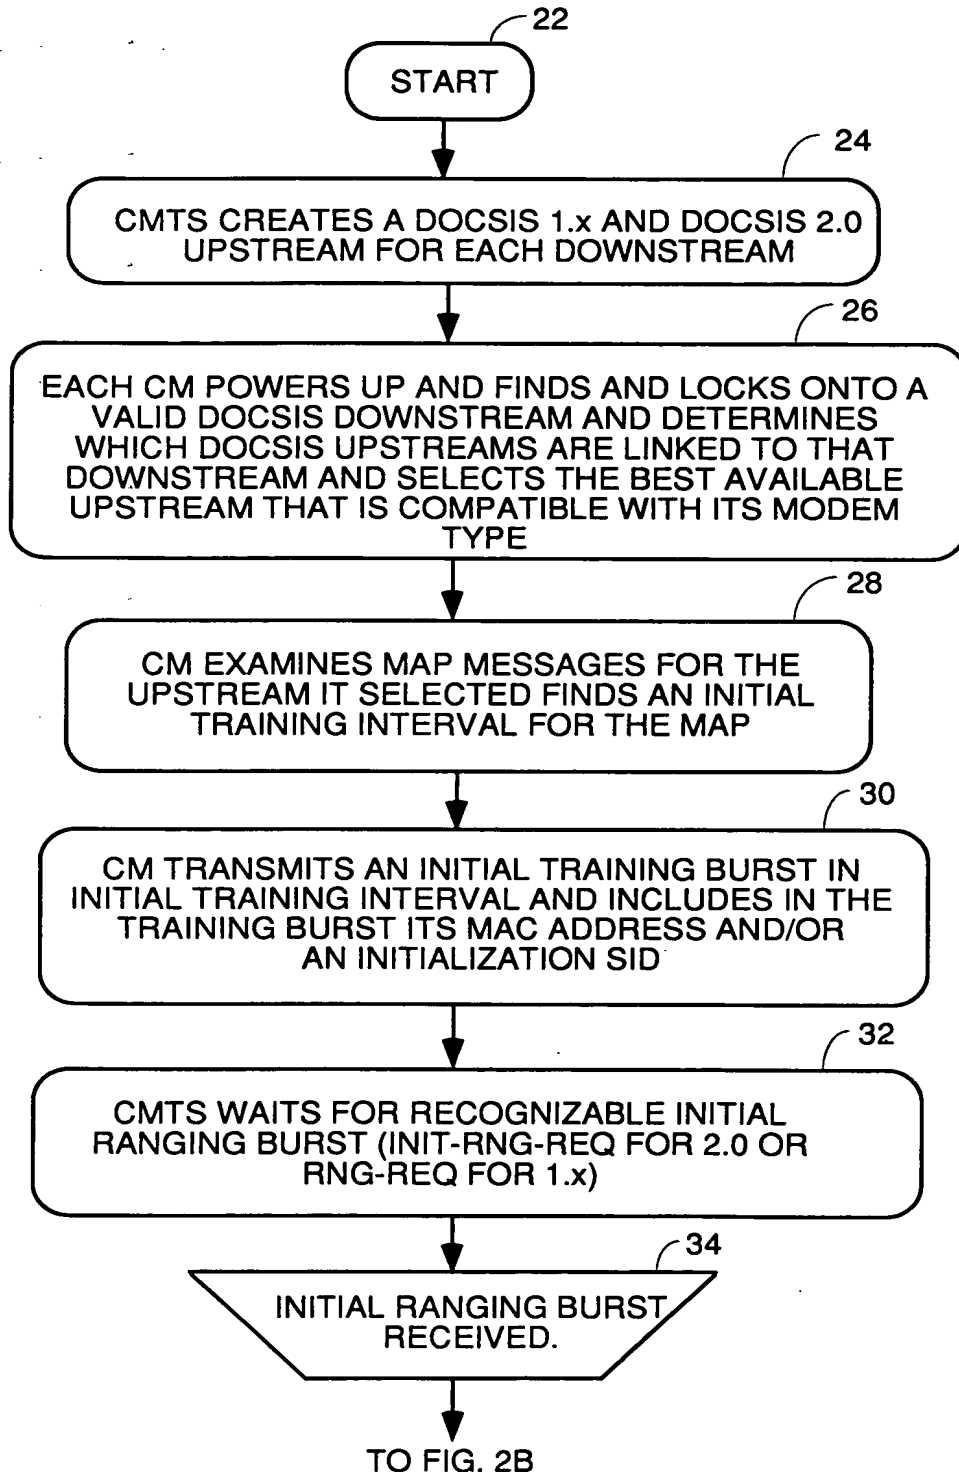 22
START
24
CMTS CREATES A DOCSIS 1.x AND DOCSIS 2.0
UPSTREAM FOR EACH DOWNSTREAM
26
EACH CM POWERS UP AND FINDS AND LOCKS ONTO A
VALID DOCSIS DOWNSTREAM AND DETERMINES
WHICH DOCSIS UPSTREAMS ARE LINKED TO THAT
DOWNSTREAM AND SELECTS THE BEST AVAILABLE
UPSTREAM THAT IS COMPATIBLE WITH ITS MODEM
TYPE
28
CM EXAMINES MAP MESSAGES FOR THE
UPSTREAM IT SELECTED FINDS AN INITIAL
TRAINING INTERVAL FOR THE MAP
30
CM TRANSMITS AN INITIAL TRAINING BURST IN
INITIAL TRAINING INTERVAL AND INCLUDES IN THE
TRAINING BURST ITS MAC ADDRESS AND/OR
AN INITIALIZATION SID
32
CMTS WAITS FOR RECOGNIZABLE INITIAL
RANGING BURST (INIT-RNG-REQ FOR 2.0 OR
RNG-REQ FOR 1.x)
34
INITIAL RANGING BURST
RECEIVED.
TO FIG. 2B